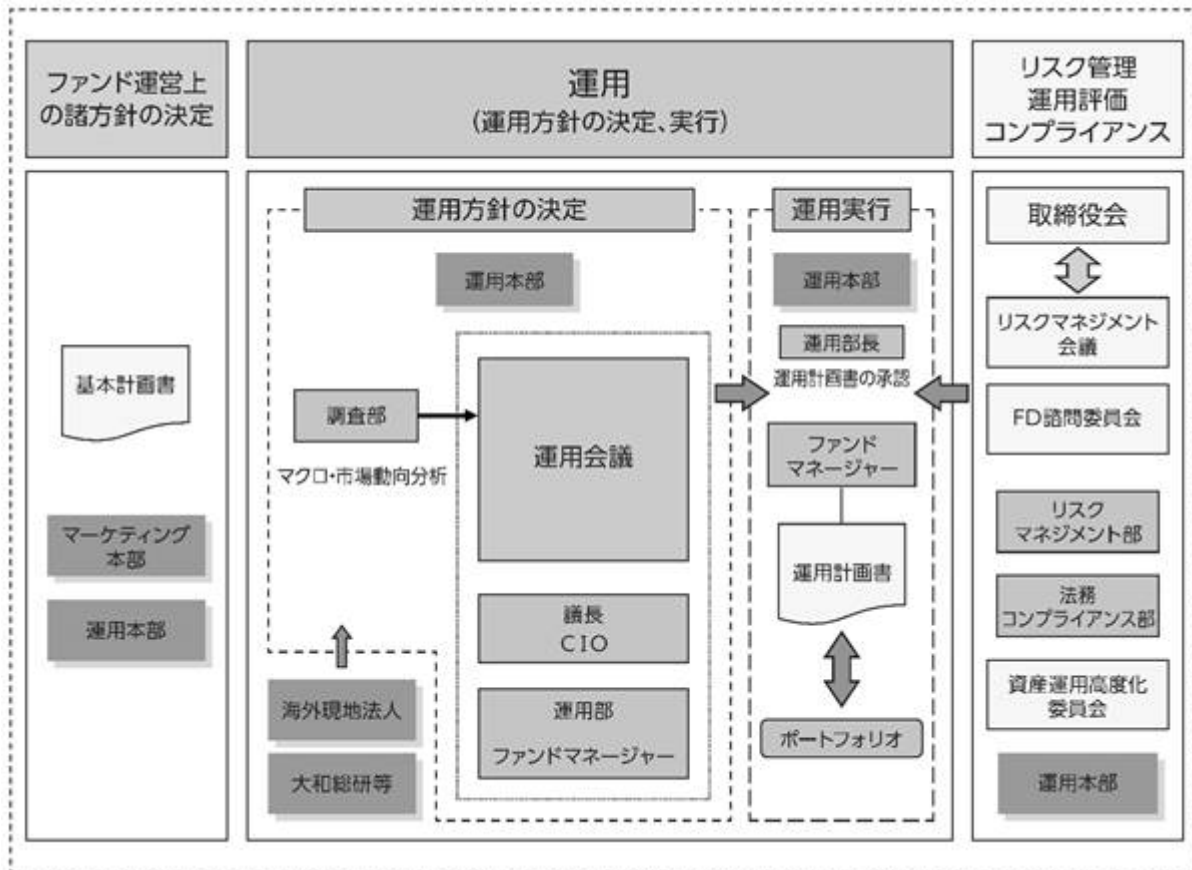 ファンド運営上
の諸方針の決定
運用
(運用方針の決定、実行)
リスク管理
運用評価
コンプライアンス
基本計画書
マーケティング
本部
運用本部
運用方針の決定
運用本部
調査部
マクロ・市場動向分析
運用会議
議長
CIO
運用部
ファンドマネージャー
海外現地法人
大和総研等
運用実行
運用本部
運用部長
運用計画書の承認
ファンド
マネージャー
運用計画書
ポートフォリオ
取締役会
リスクマネジメント
会議
FD諮問委員会
リスク
マネジメント部
法務
コンプライアンス部
資産運用高度化
委員会
運用本部